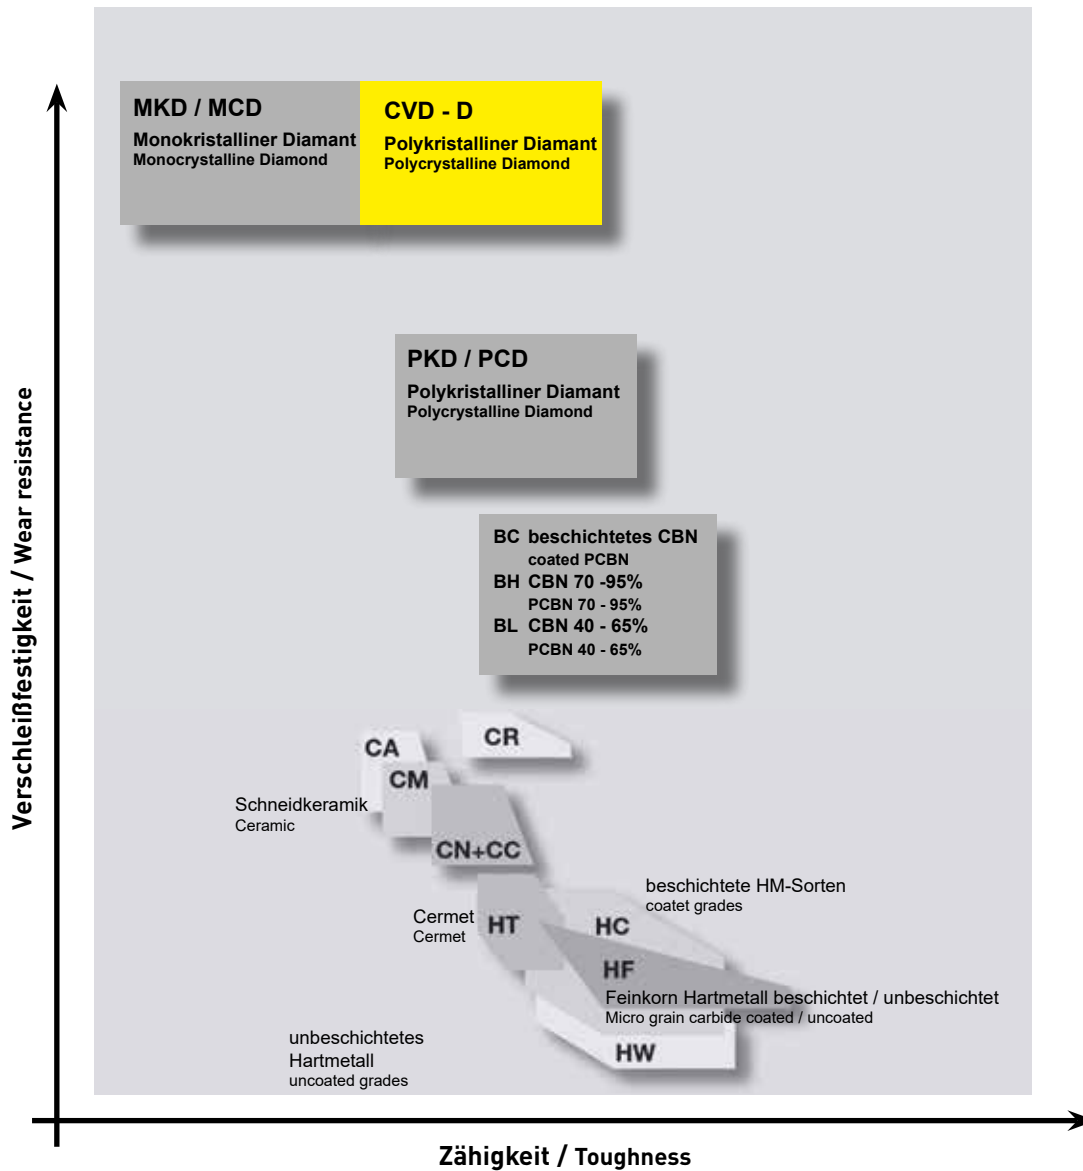 MKD / MCD
Monokristalliner Diamant
Monocrystalline Diamond
CVD - D
Polykristalliner Diamant
Polycrystalline Diamond
PKD / PCD
Polykristalliner Diamant
Polycrystalline Diamond
BC beschichtetes CBN
coated PCBN
BH CBN 70 -95%
PCBN 70 - 95%
BL CBN 40 - 65%
PCBN 40 - 65%
CR
CA
CM
Schneidkeramik
Ceramic
CN+CC
beschichtete HM-Sorten
coatet grades
Cermet
Cermet
HT
HC
HF
Feinkorn Hartmetall beschichtet / unbeschichtet
Micro grain carbide coated / uncoated
unbeschichtetes
Hartmetall
uncoated grades
HW
Verschleißfestigkeit / Wear resistance
Zähigkeit / Toughness